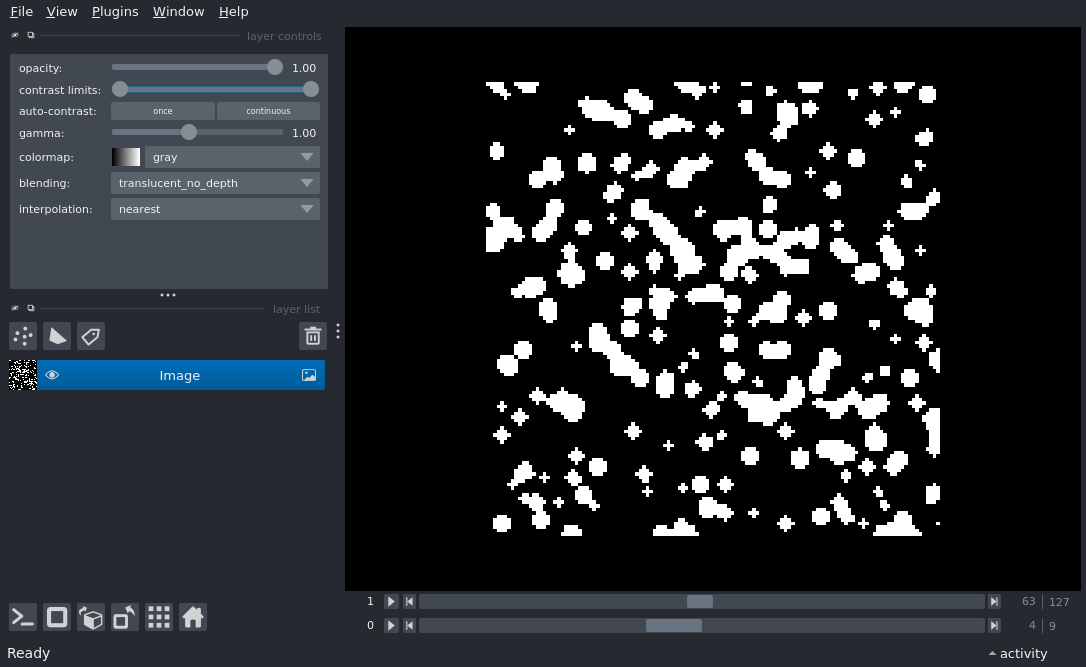 File View Plugins Window Help
layer controls
opacity: 1.00
contrast limits:
auto-contrast: once continuous
gamma: 1.00
colormap: gray
blending: translucent_no_depth
interpolation: nearest
layer list
Image
1 63 127
0 4 9
Ready activity